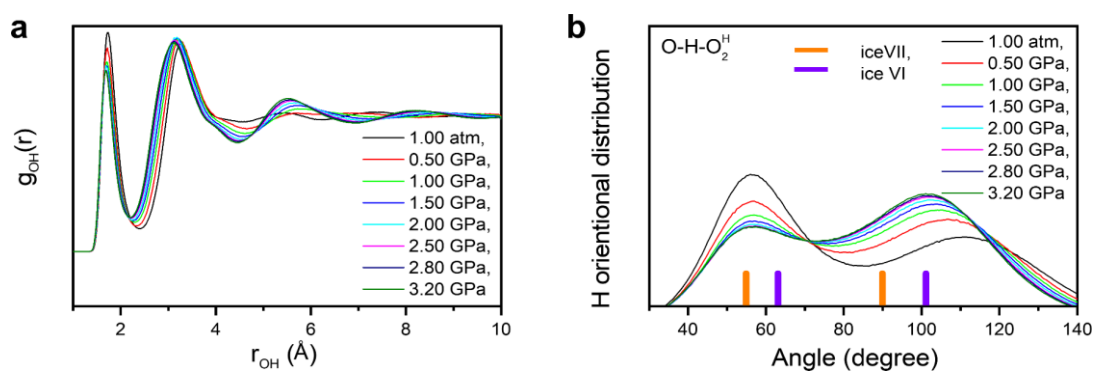 a
g_OH(r)
1.00 atm,
0.50 GPa,
1.00 GPa,
1.50 GPa,
2.00 GPa,
2.50 GPa,
2.80 GPa,
3.20 GPa
2 4 6 8 10
r_OH (Å)
b
H oriential distribution
O-H-O₂ᴴ
iceVII,
ice VI
1.00 atm,
0.50 GPa,
1.00 GPa,
1.50 GPa,
2.00 GPa,
2.50 GPa,
2.80 GPa,
3.20 GPa
40 60 80 100 120 140
Angle (degree)